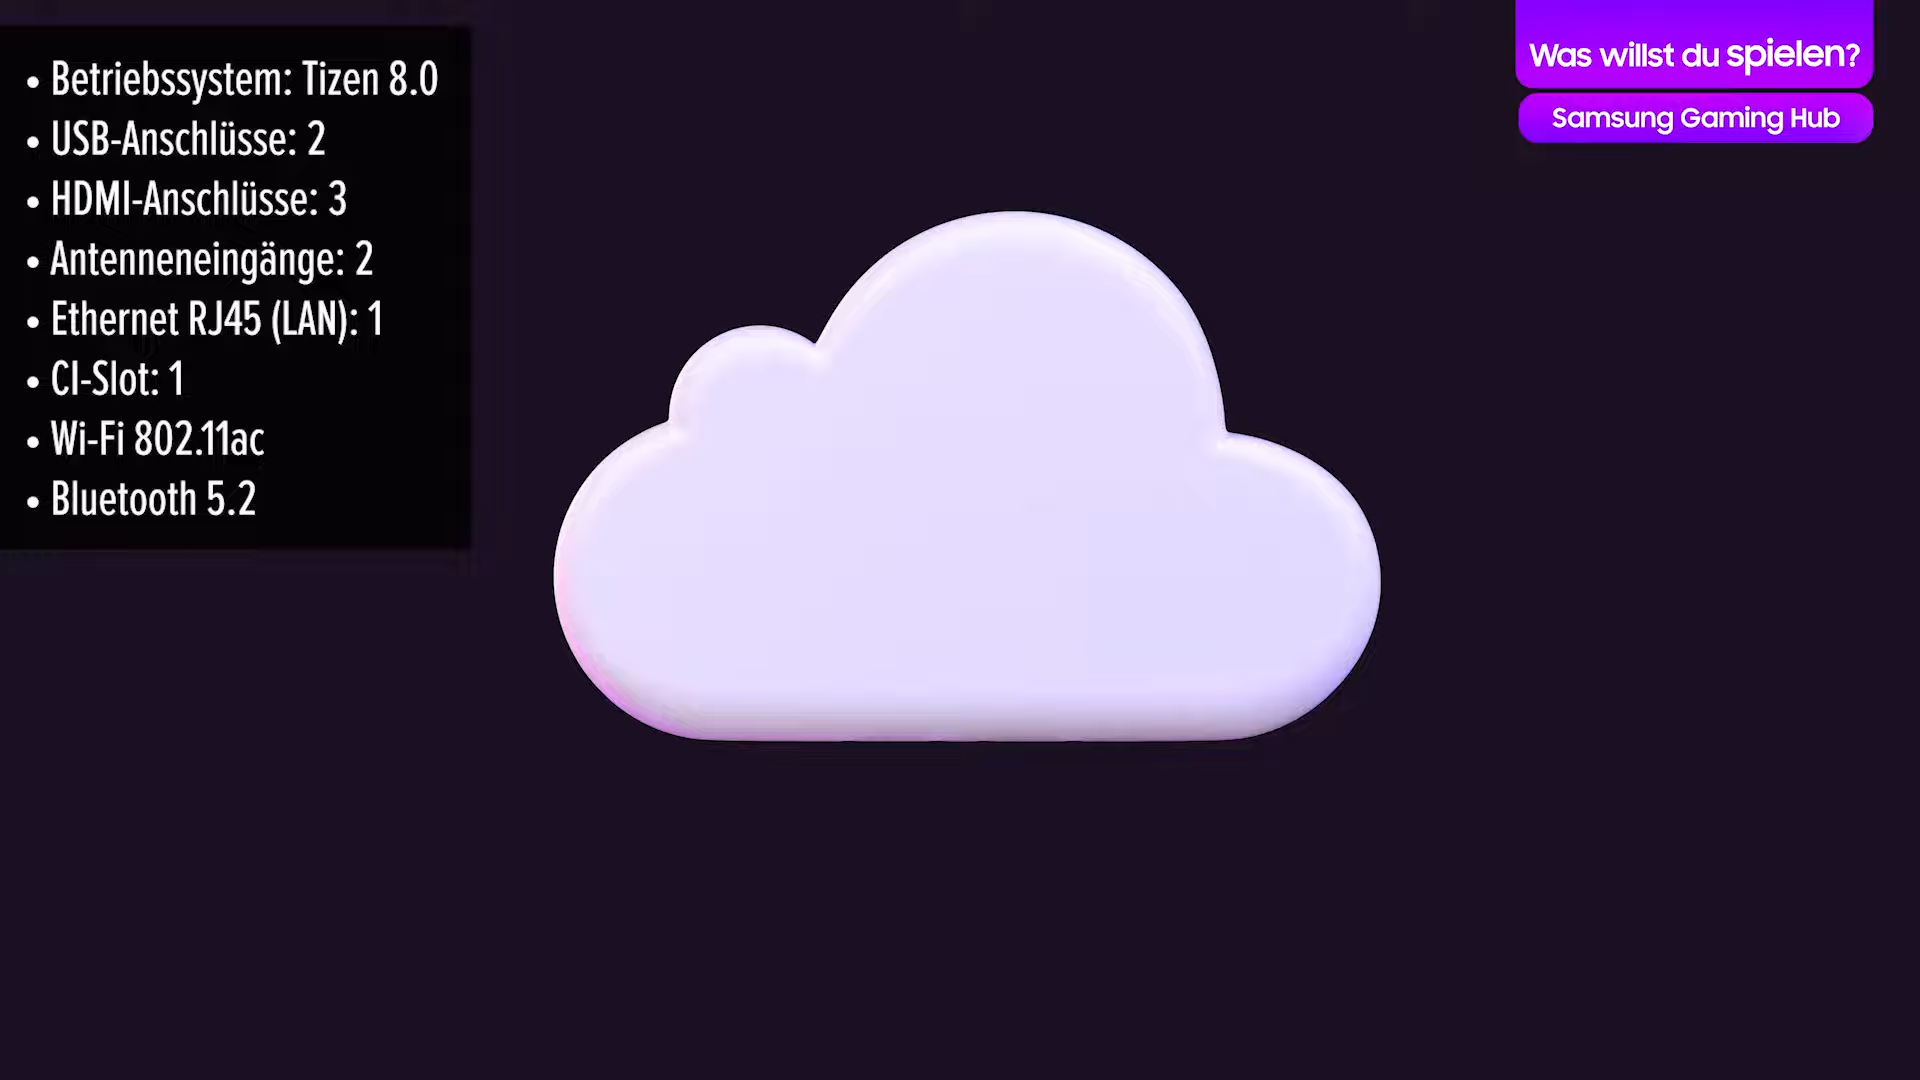 • Betriebssystem: Tizen 8.0
• USB-Anschlüsse: 2
• HDMI-Anschlüsse: 3
• Antenneneingänge: 2
• Ethernet RJ45 (LAN): 1
• CI-Slot: 1
• Wi-Fi 802.11ac
• Bluetooth 5.2
Was willst du spielen?
Samsung Gaming Hub